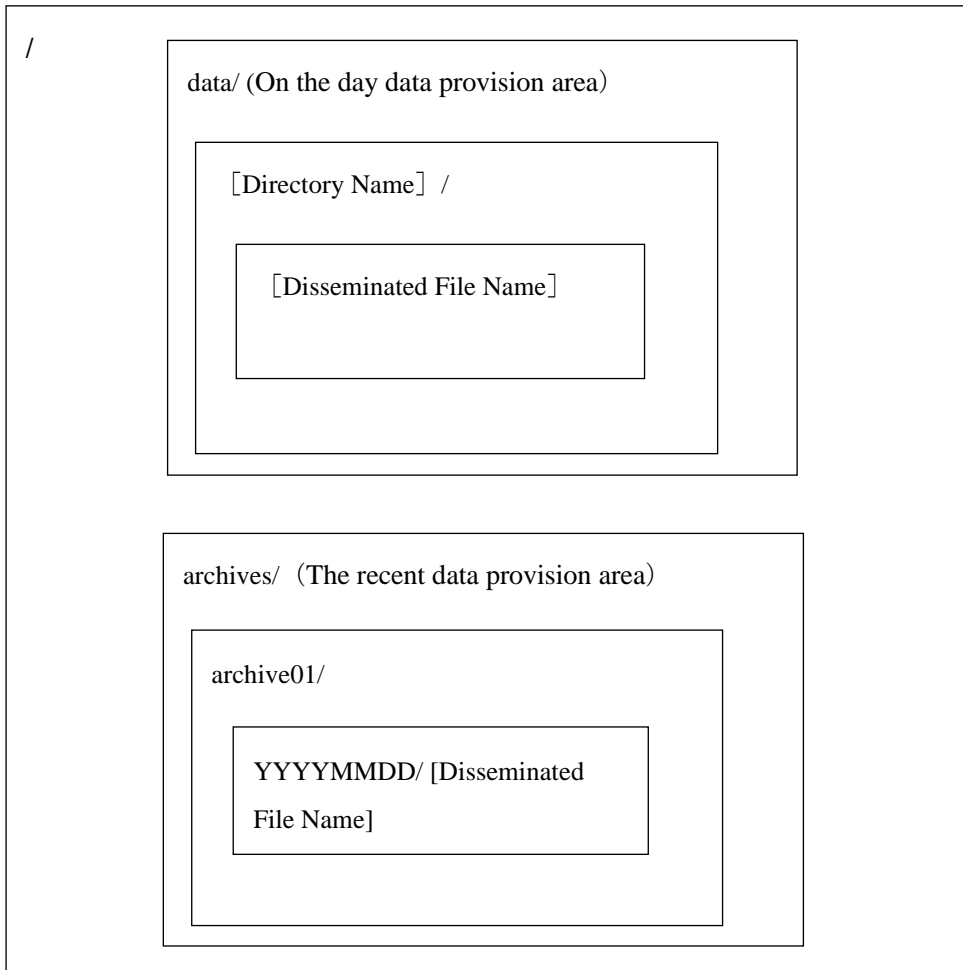 /
data/ (On the day data provision area）
［Directory Name］ /
［Disseminated File Name］
archives/（The recent data provision area）
archive01/
YYYYMMDD/ [Disseminated
File Name]